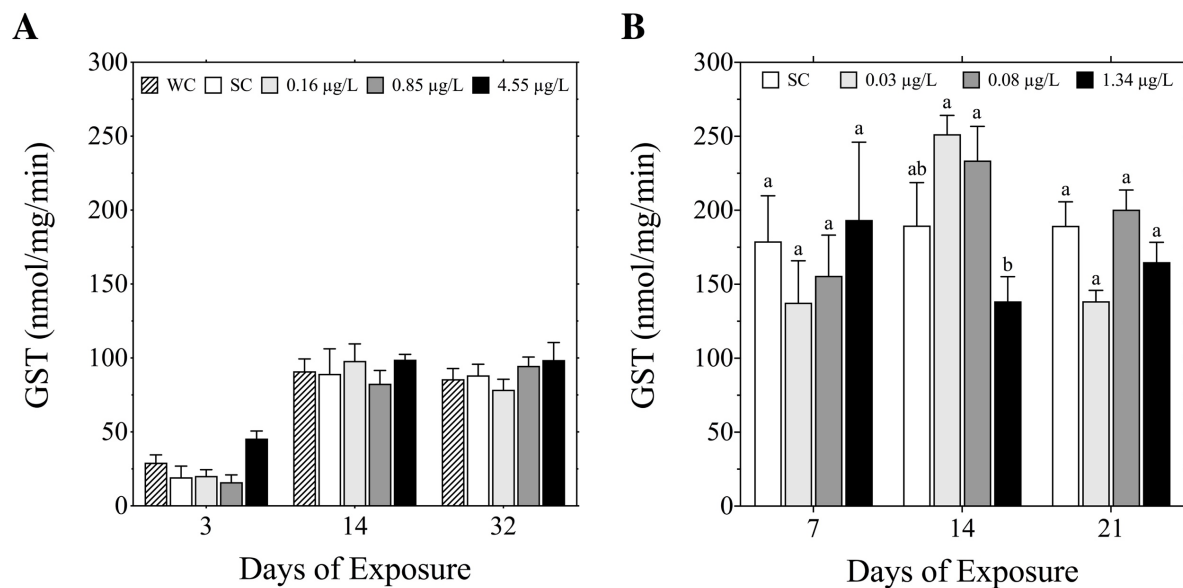 A
GST (nmol/mg/min)
300
250
200
150
100
50
0
WC SC 0.16 µg/L 0.85 µg/L 4.55 µg/L
3 14 32
Days of Exposure
B
GST (nmol/mg/min)
300
250
200
150
100
50
0
SC 0.03 µg/L 0.08 µg/L 1.34 µg/L
a a a a
ab a a b
a a a a
7 14 21
Days of Exposure